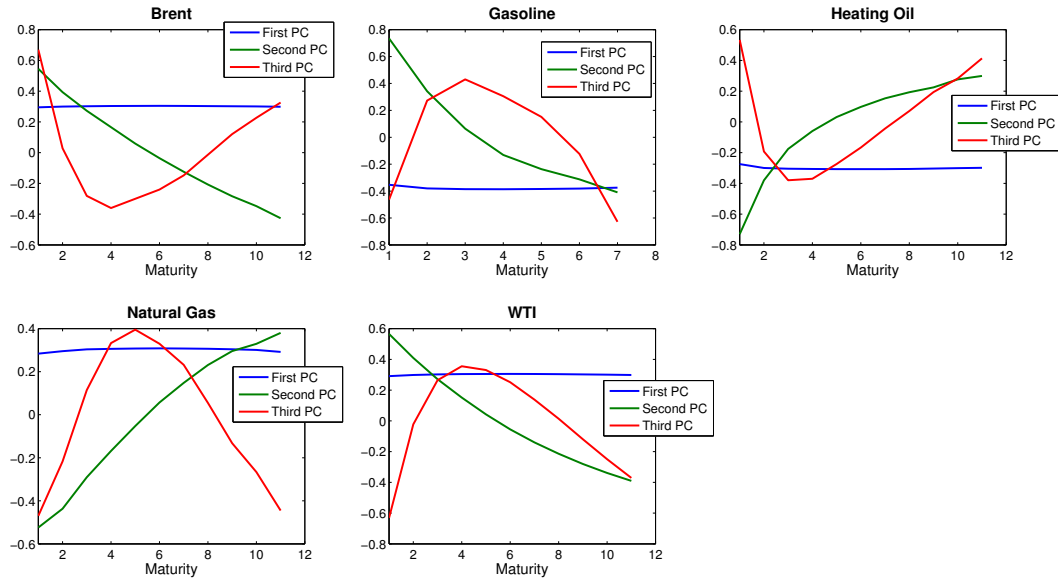 Brent
0.8
0.6
0.4
0.2
0
−0.2
−0.4
−0.6
2 4 6 8 10 12
Maturity
First PC
Second PC
Third PC
Gasoline
0.8
0.6
0.4
0.2
0
−0.2
−0.4
−0.6
−0.8
1 2 3 4 5 6 7 8
Maturity
First PC
Second PC
Third PC
Heating Oil
0.6
0.4
0.2
0
−0.2
−0.4
−0.6
−0.8
2 4 6 8 10 12
Maturity
First PC
Second PC
Third PC
Natural Gas
0.4
0.2
0
−0.2
−0.4
−0.6
2 4 6 8 10 12
Maturity
First PC
Second PC
Third PC
WTI
0.6
0.4
0.2
0
−0.2
−0.4
−0.6
−0.8
2 4 6 8 10 12
Maturity
First PC
Second PC
Third PC